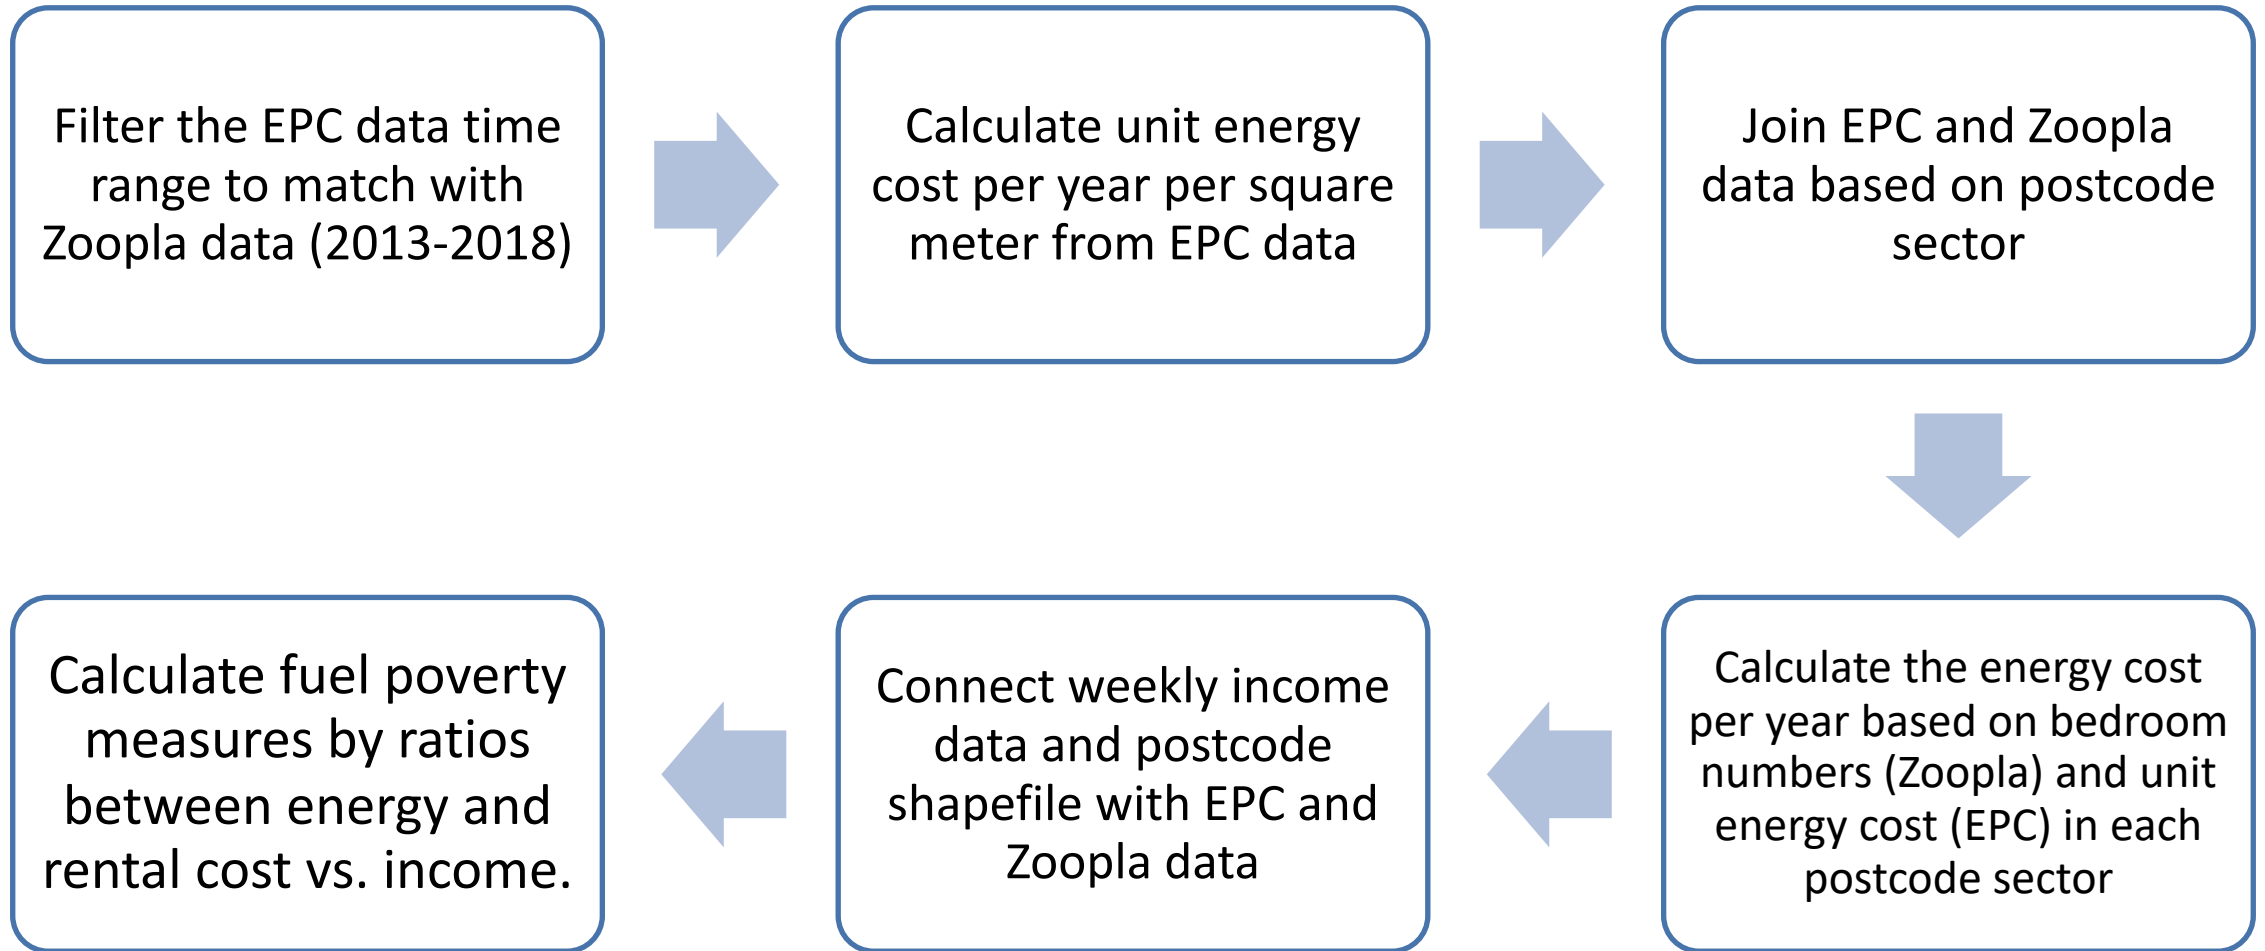 Filter the EPC data time
range to match with
Zoopla data (2013-2018)
Calculate unit energy
cost per year per square
meter from EPC data
Join EPC and Zoopla
data based on postcode
sector
Calculate the energy cost
per year based on bedroom
numbers (Zoopla) and unit
energy cost (EPC) in each
postcode sector
Connect weekly income
data and postcode
shapefile with EPC and
Zoopla data
Calculate fuel poverty
measures by ratios
between energy and
rental cost vs. income.